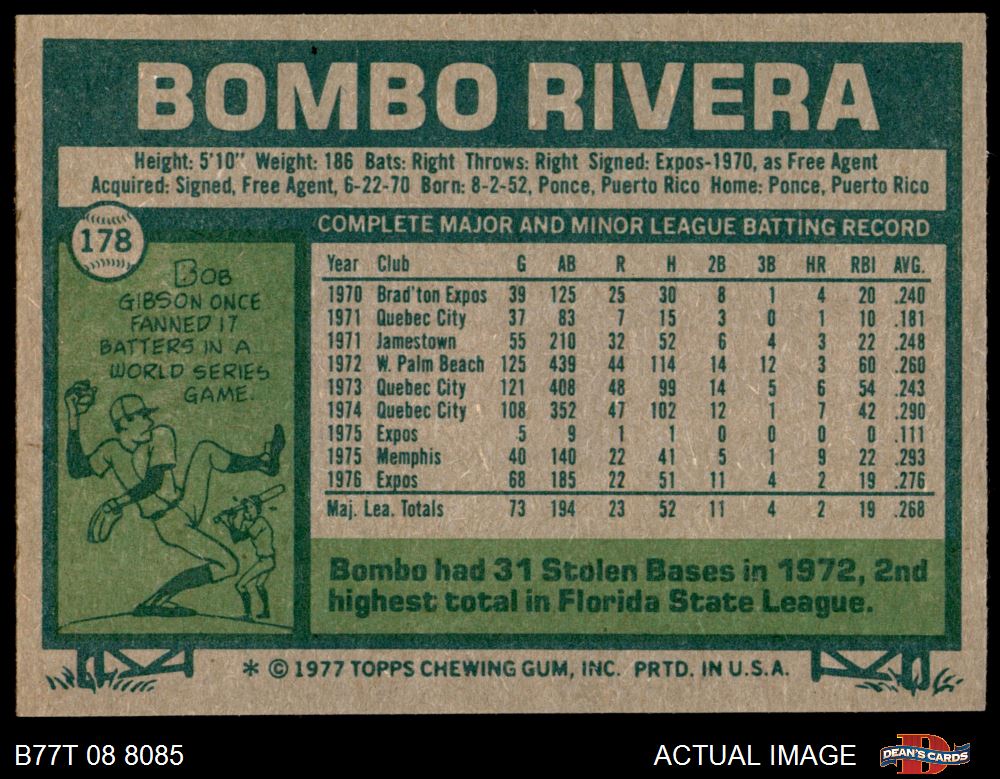 BOMBO RIVERA
Height: 5'10" Weight: 186 Bats: Right Throws: Right Signed: Expos-1970, as Free Agent
Acquired: Signed, Free Agent, 6-22-70 Born: 8-2-52, Ponce, Puerto Rico Home: Ponce, Puerto Rico
178
BOB
GIBSON ONCE
FANNED 17
BATTERS IN A
WORLD SERIES
GAME.
COMPLETE MAJOR AND MINOR LEAGUE BATTING RECORD
Year Club G AB R H 2B 3B HR RBI AVG.
1970 Brad'ton Expos 39 125 25 30 8 1 4 20 .240
1971 Quebec City 37 83 7 15 3 0 1 10 .181
1971 Jamestown 55 210 32 52 6 4 3 22 .248
1972 W. Palm Beach 125 439 44 114 14 12 3 60 .260
1973 Quebec City 121 408 48 99 14 5 6 54 .243
1974 Quebec City 108 352 47 102 12 1 7 42 .290
1975 Expos 5 9 1 1 0 0 0 0 .111
1975 Memphis 40 140 22 41 5 1 9 22 .293
1976 Expos 68 185 22 51 11 4 2 19 .276
Maj. Lea. Totals 73 194 23 52 11 4 2 19 .268
Bombo had 31 Stolen Bases in 1972, 2nd
highest total in Florida State League.
* © 1977 TOPPS CHEWING GUM, INC. PRTD. IN U.S.A.
B77T 08 8085
ACTUAL IMAGE
DEAN'S CARDS